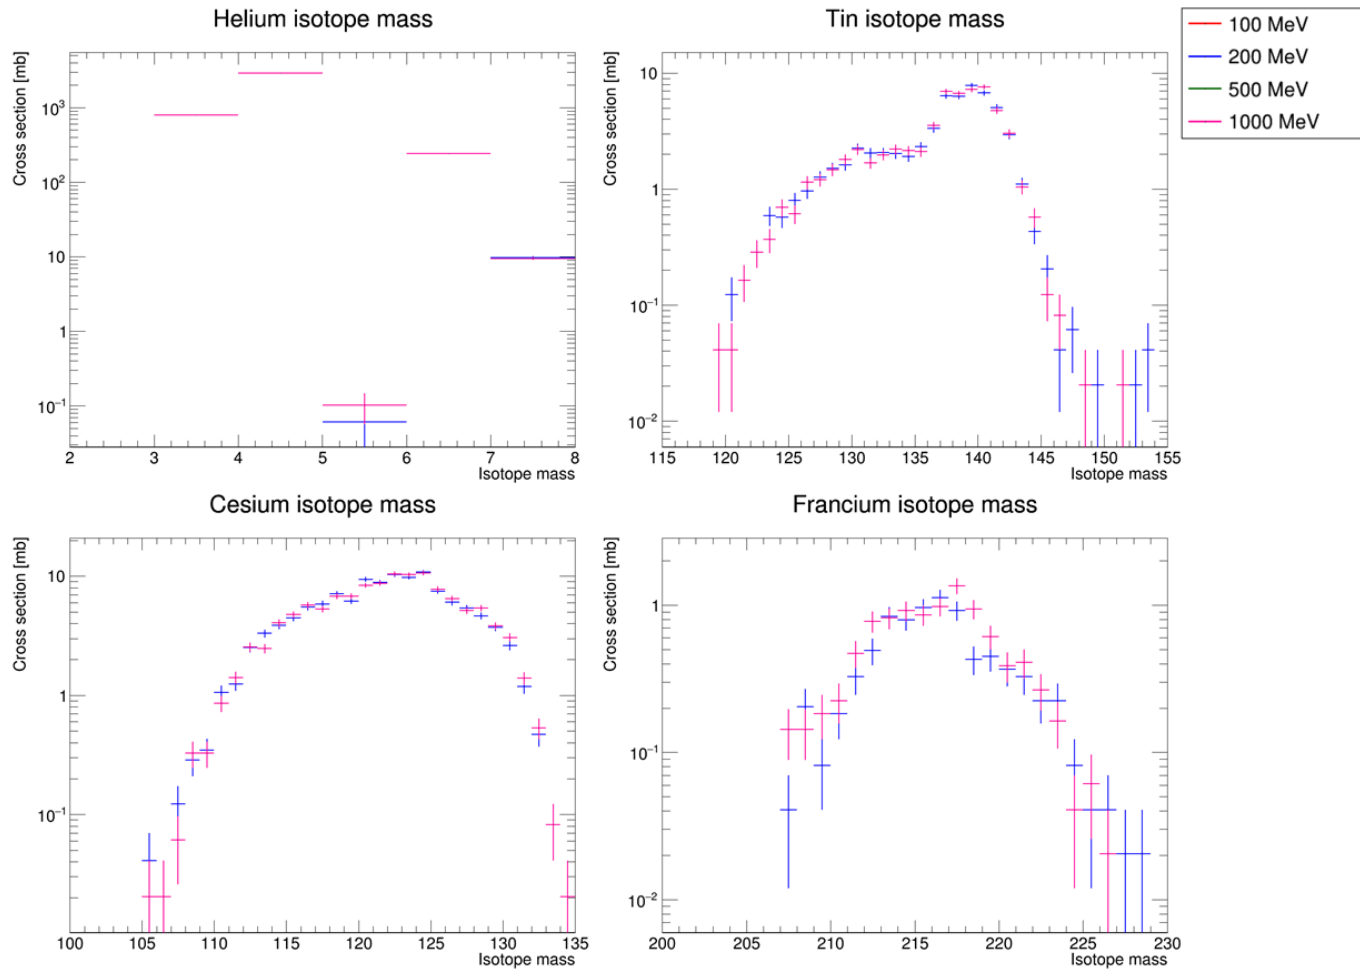 Helium isotope mass
Cross section [mb]
10³
10²
10
1
10⁻¹
2 3 4 5 6 7 8
Isotope mass
Tin isotope mass
Cross section [mb]
10
1
10⁻¹
10⁻²
115 120 125 130 135 140 145 150 155
Isotope mass
100 MeV
200 MeV
500 MeV
1000 MeV
Cesium isotope mass
Cross section [mb]
10
1
10⁻¹
100 105 110 115 120 125 130 135
Isotope mass
Francium isotope mass
Cross section [mb]
1
10⁻¹
10⁻²
200 205 210 215 220 225 230
Isotope mass